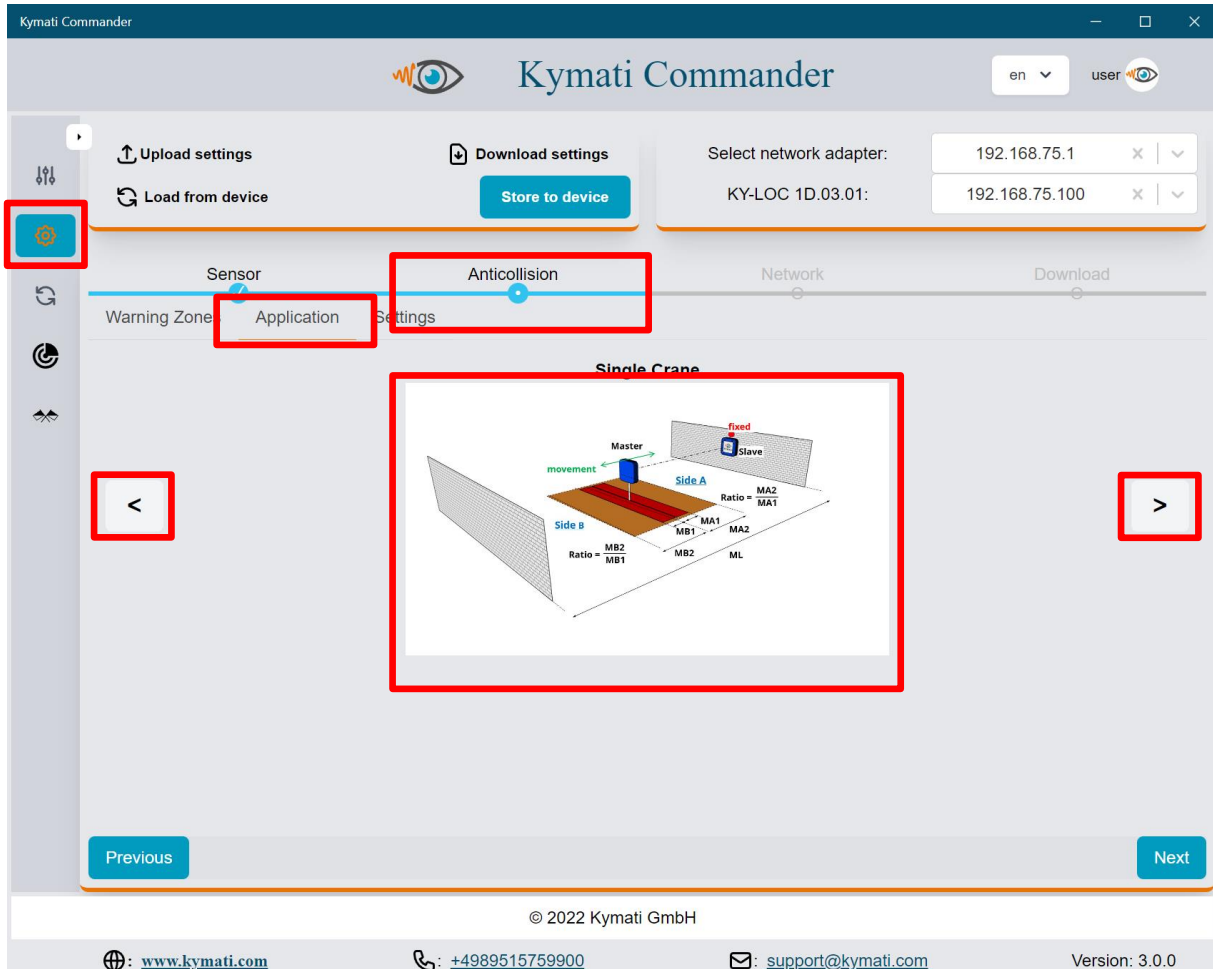 Kymati Commander
Kymati Commander
en
user
Upload settings
Download settings
Load from device
Store to device
Select network adapter:
192.168.75.1
KY-LOC 1D.03.01:
192.168.75.100
Sensor
Anticollision
Network
Download
Warning Zones
Application
Settings
Single Crane
fixed
Master
Slave
movement
Side A
Ratio = MA2
MA1
Side B
MA1
MB1
MA2
Ratio = MB2
MB1
MB2
ML
<
>
Previous
Next
© 2022 Kymati GmbH
: www.kymati.com
: +4989515759900
: support@kymati.com
Version: 3.0.0